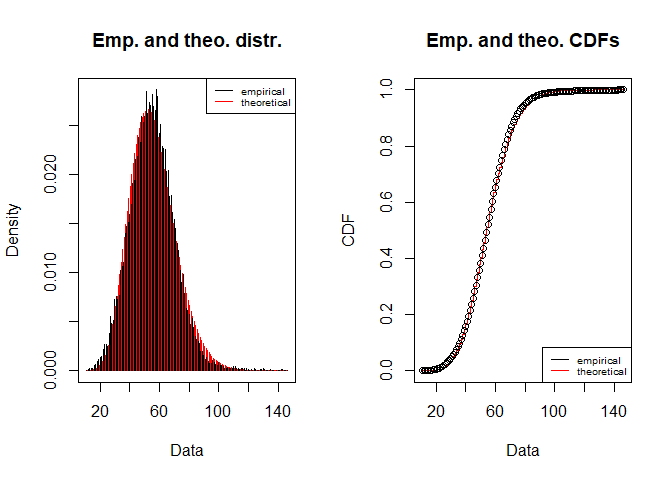 Emp. and theo. distr.
empirical
theoretical
Density
0.000
0.010
0.020
20
60
100
140
Data
Emp. and theo. CDFs
CDF
0.0
0.2
0.4
0.6
0.8
1.0
empirical
theoretical
20
60
100
140
Data